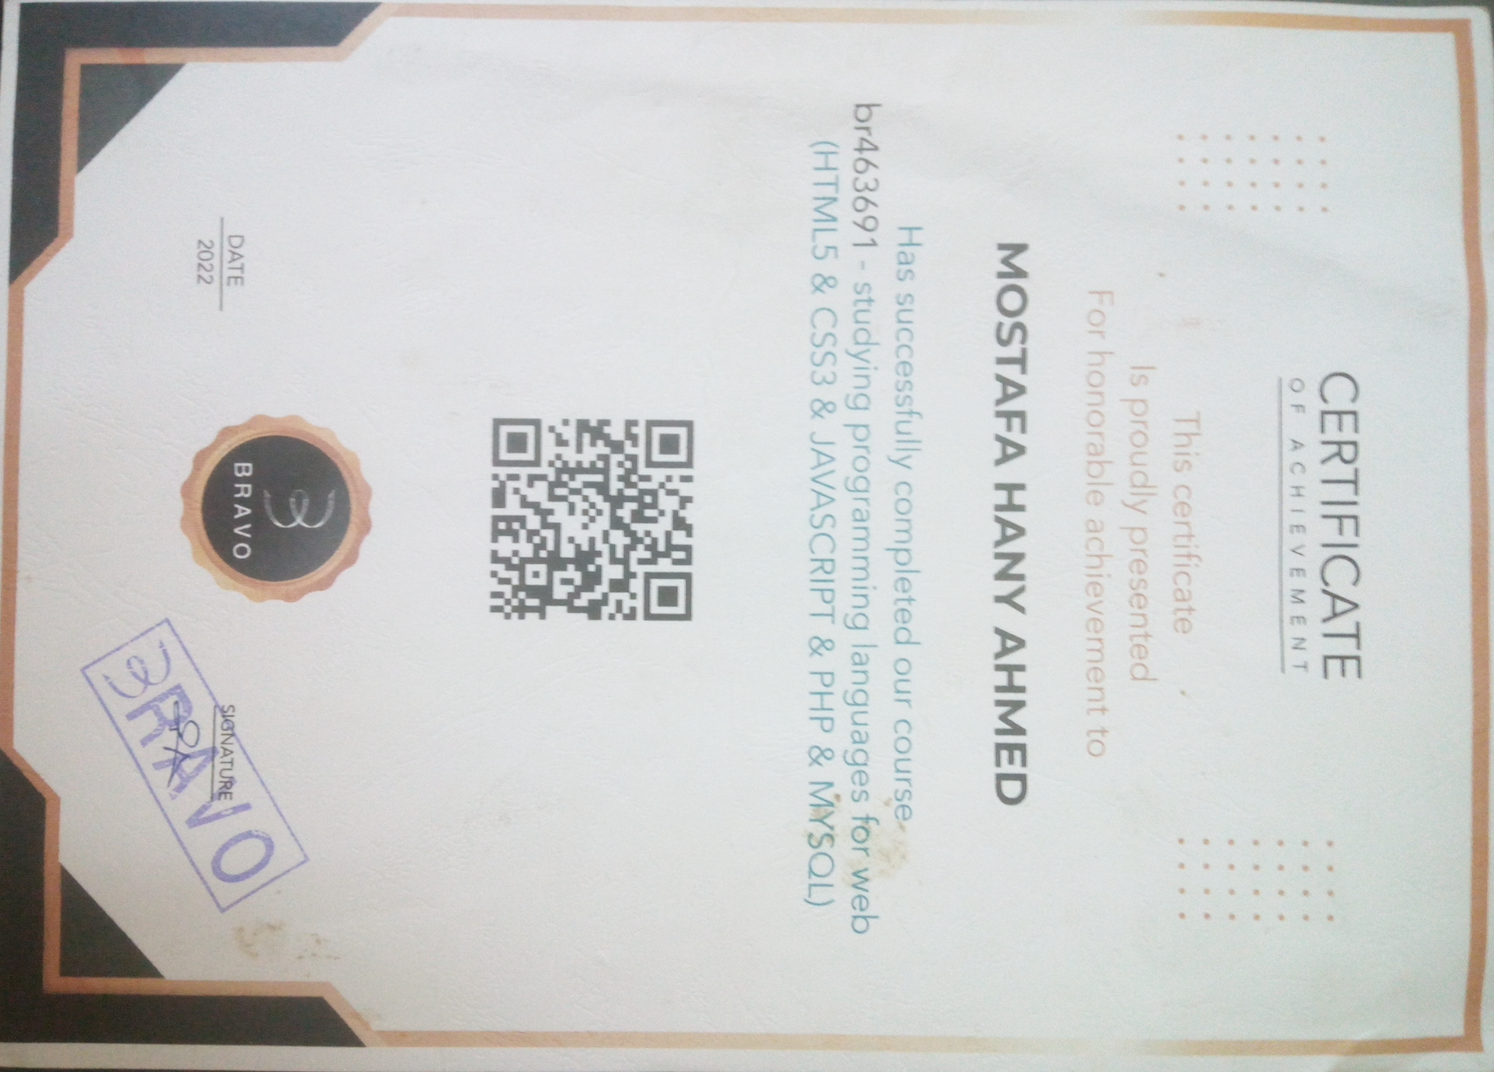 CERTIFICATE
OF ACHIEVEMENT
This certificate
Is proudly presented
For honorable achievement to
MOSTAFA HANY AHMED
Has successfully completed our course
br463691 - studying programming languages for web
(HTML5 & CSS3 & JAVASCRIPT & PHP & MYSQL)
BRAVO
DATE
2022
SIGNATURE
BRAVO